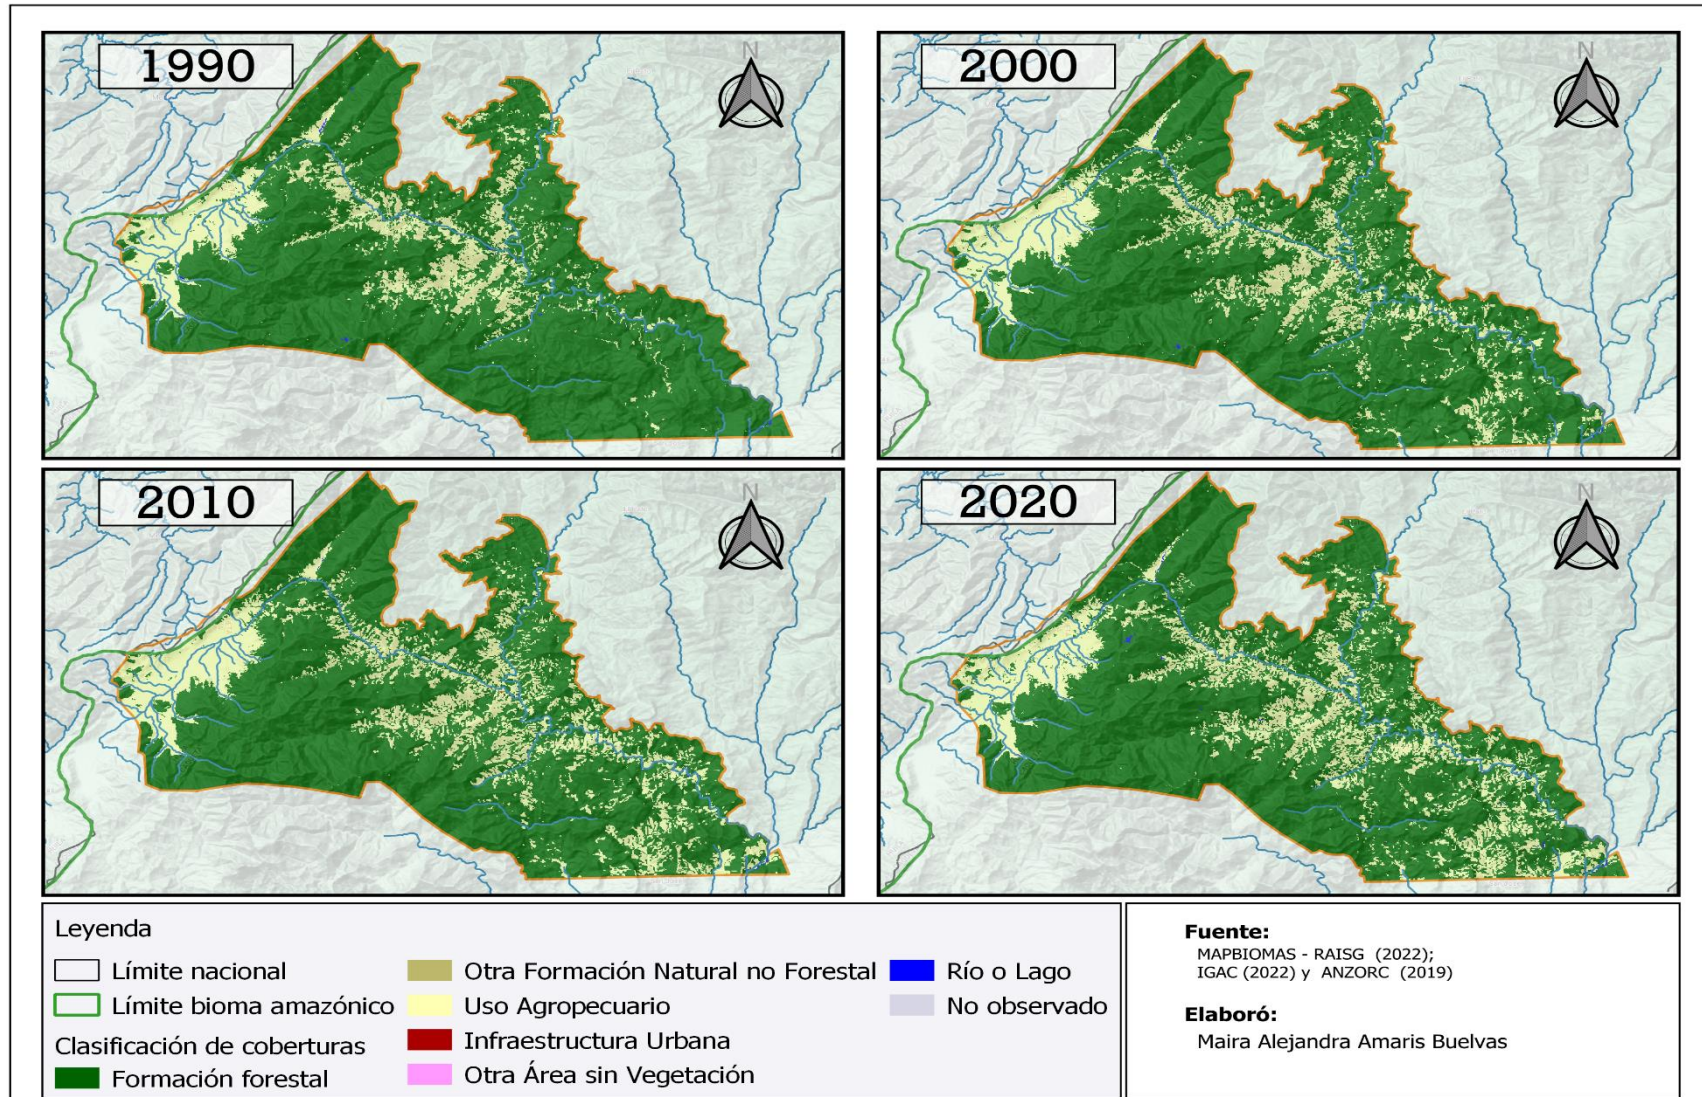 1990
N
2000
N
2010
N
2020
N
Leyenda
Límite nacional
Límite bioma amazónico
Clasificación de coberturas
Formación forestal
Otra Formación Natural no Forestal
Uso Agropecuario
Infraestructura Urbana
Otra Área sin Vegetación
Río o Lago
No observado
Fuente:
MAPBIOMAS - RAISG (2022);
IGAC (2022) y ANZORC (2019)
Elaboró:
Maira Alejandra Amaris Buelvas